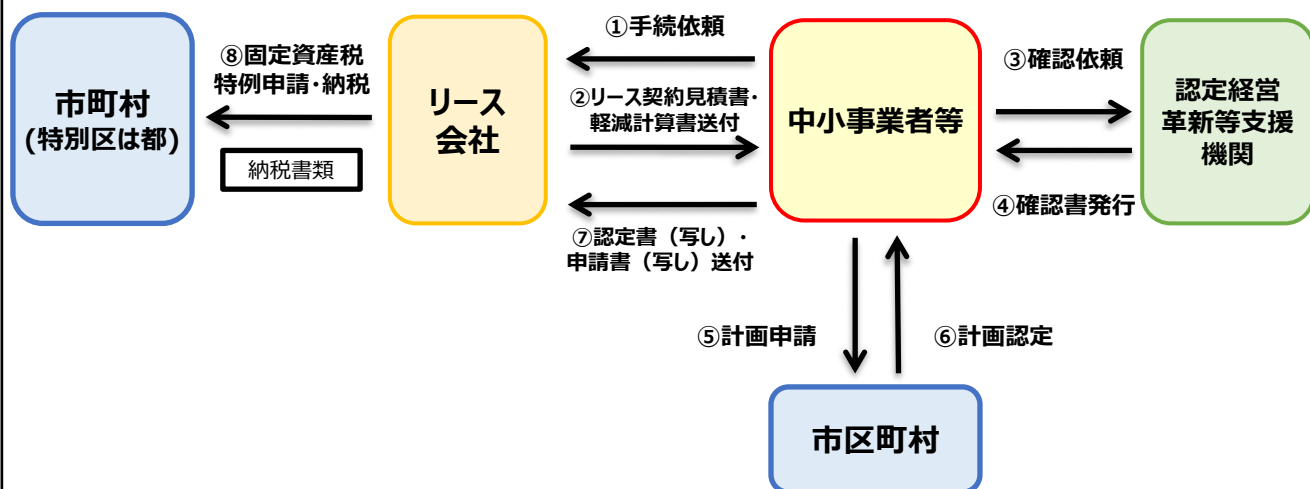 市町村
(特別区は都)
⑧固定資産税
特例申請・納税
納税書類
リース
会社
①手続依頼
②リース契約見積書・
軽減計算書送付
⑦認定書（写し）・
申請書（写し）送付
中小事業者等
③確認依頼
④確認書発行
認定経営
革新等支援
機関
⑤計画申請
⑥計画認定
市区町村